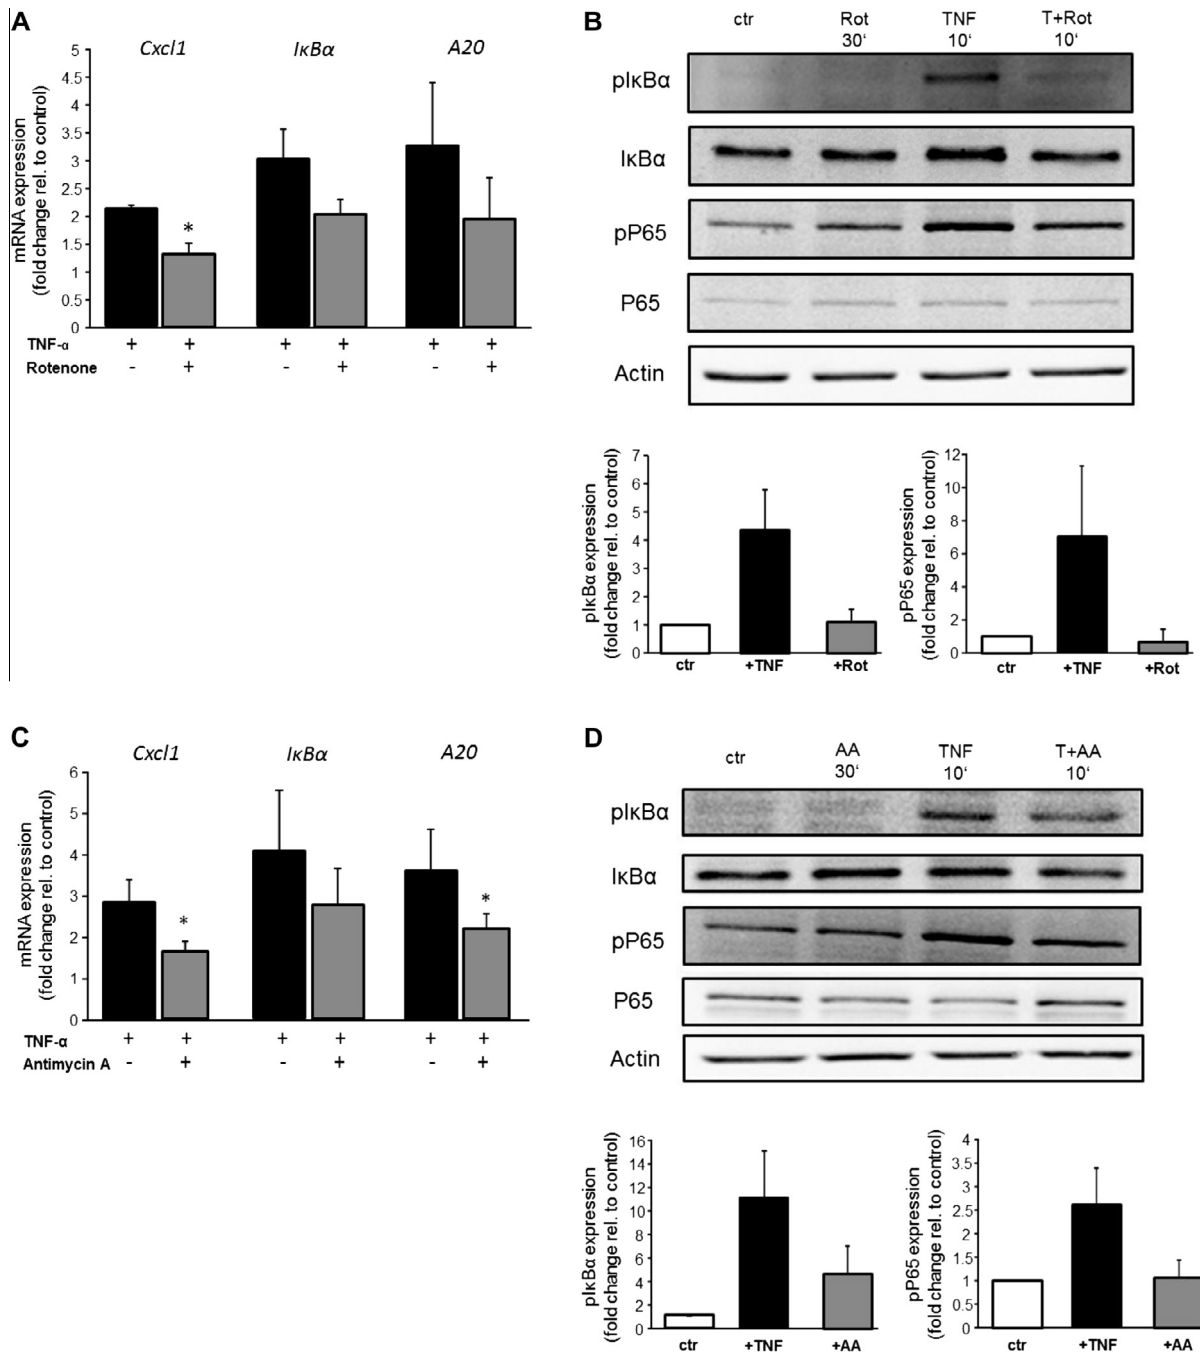 A
Cxcl1 IκBα A20
mRNA expression
(fold change rel. to control)
5
4.5
4
3.5
3
2.5
2
1.5
1
0.5
0
*
TNF-α + + + + + +
Rotenone - + - + - +
B
ctr Rot TNF T+Rot
30‘ 10‘ 10‘
pIκBα
IκBα
pP65
P65
Actin
pIκBα expression
(fold change rel. to control)
7
6
5
4
3
2
1
0
ctr +TNF +Rot
pP65 expression
(fold change rel. to control)
12
10
8
6
4
2
0
ctr +TNF +Rot
C
Cxcl1 IκBα A20
mRNA expression
(fold change rel. to control)
6
5
4
3
2
1
0
* *
TNF-α + + + + + +
Antimycin A - + - + - +
D
ctr AA TNF T+AA
30‘ 10‘ 10‘
pIκBα
IκBα
pP65
P65
Actin
pIκBα expression
(fold change rel. to control)
16
14
12
10
8
6
4
2
0
ctr +TNF +AA
pP65 expression
(fold change rel. to control)
4
3.5
3
2.5
2
1.5
1
0.5
0
ctr +TNF +AA